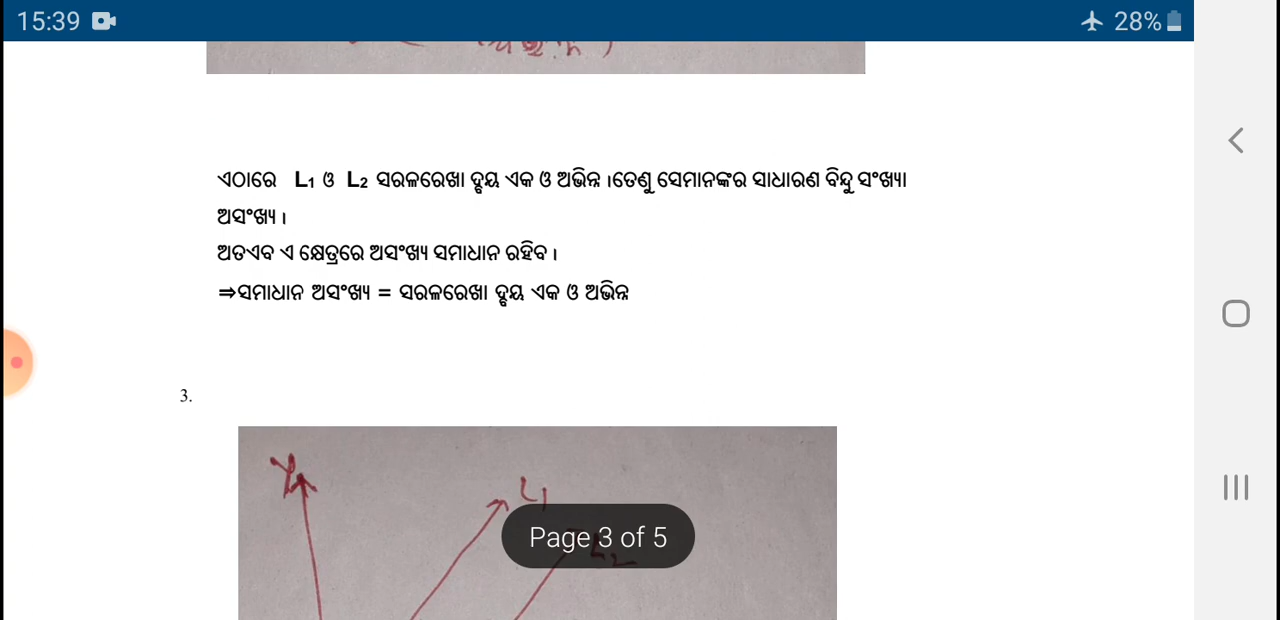 15:39 28%
ଏଠାରେ L₁ ଓ L₂ ସରଳରେଖା ଦ୍ବୟ ଏକ ଓ ଅଭିନ୍ନ ।ତେଣୁ ସେମାନଙ୍କର ସାଧାରଣ ବିନ୍ଦୁ ସଂଖ୍ୟା
ଅସଂଖ୍ୟ ।
ଅତଏବ ଏ କ୍ଷେତ୍ରରେ ଅସଂଖ୍ୟ ସମାଧାନ ରହିବ ।
⇒ସମାଧାନ ଅସଂଖ୍ୟ = ସରଳରେଖା ଦ୍ବୟ ଏକ ଓ ଅଭିନ୍ନ
3.
Y
L1
Page 3 of 5
L2